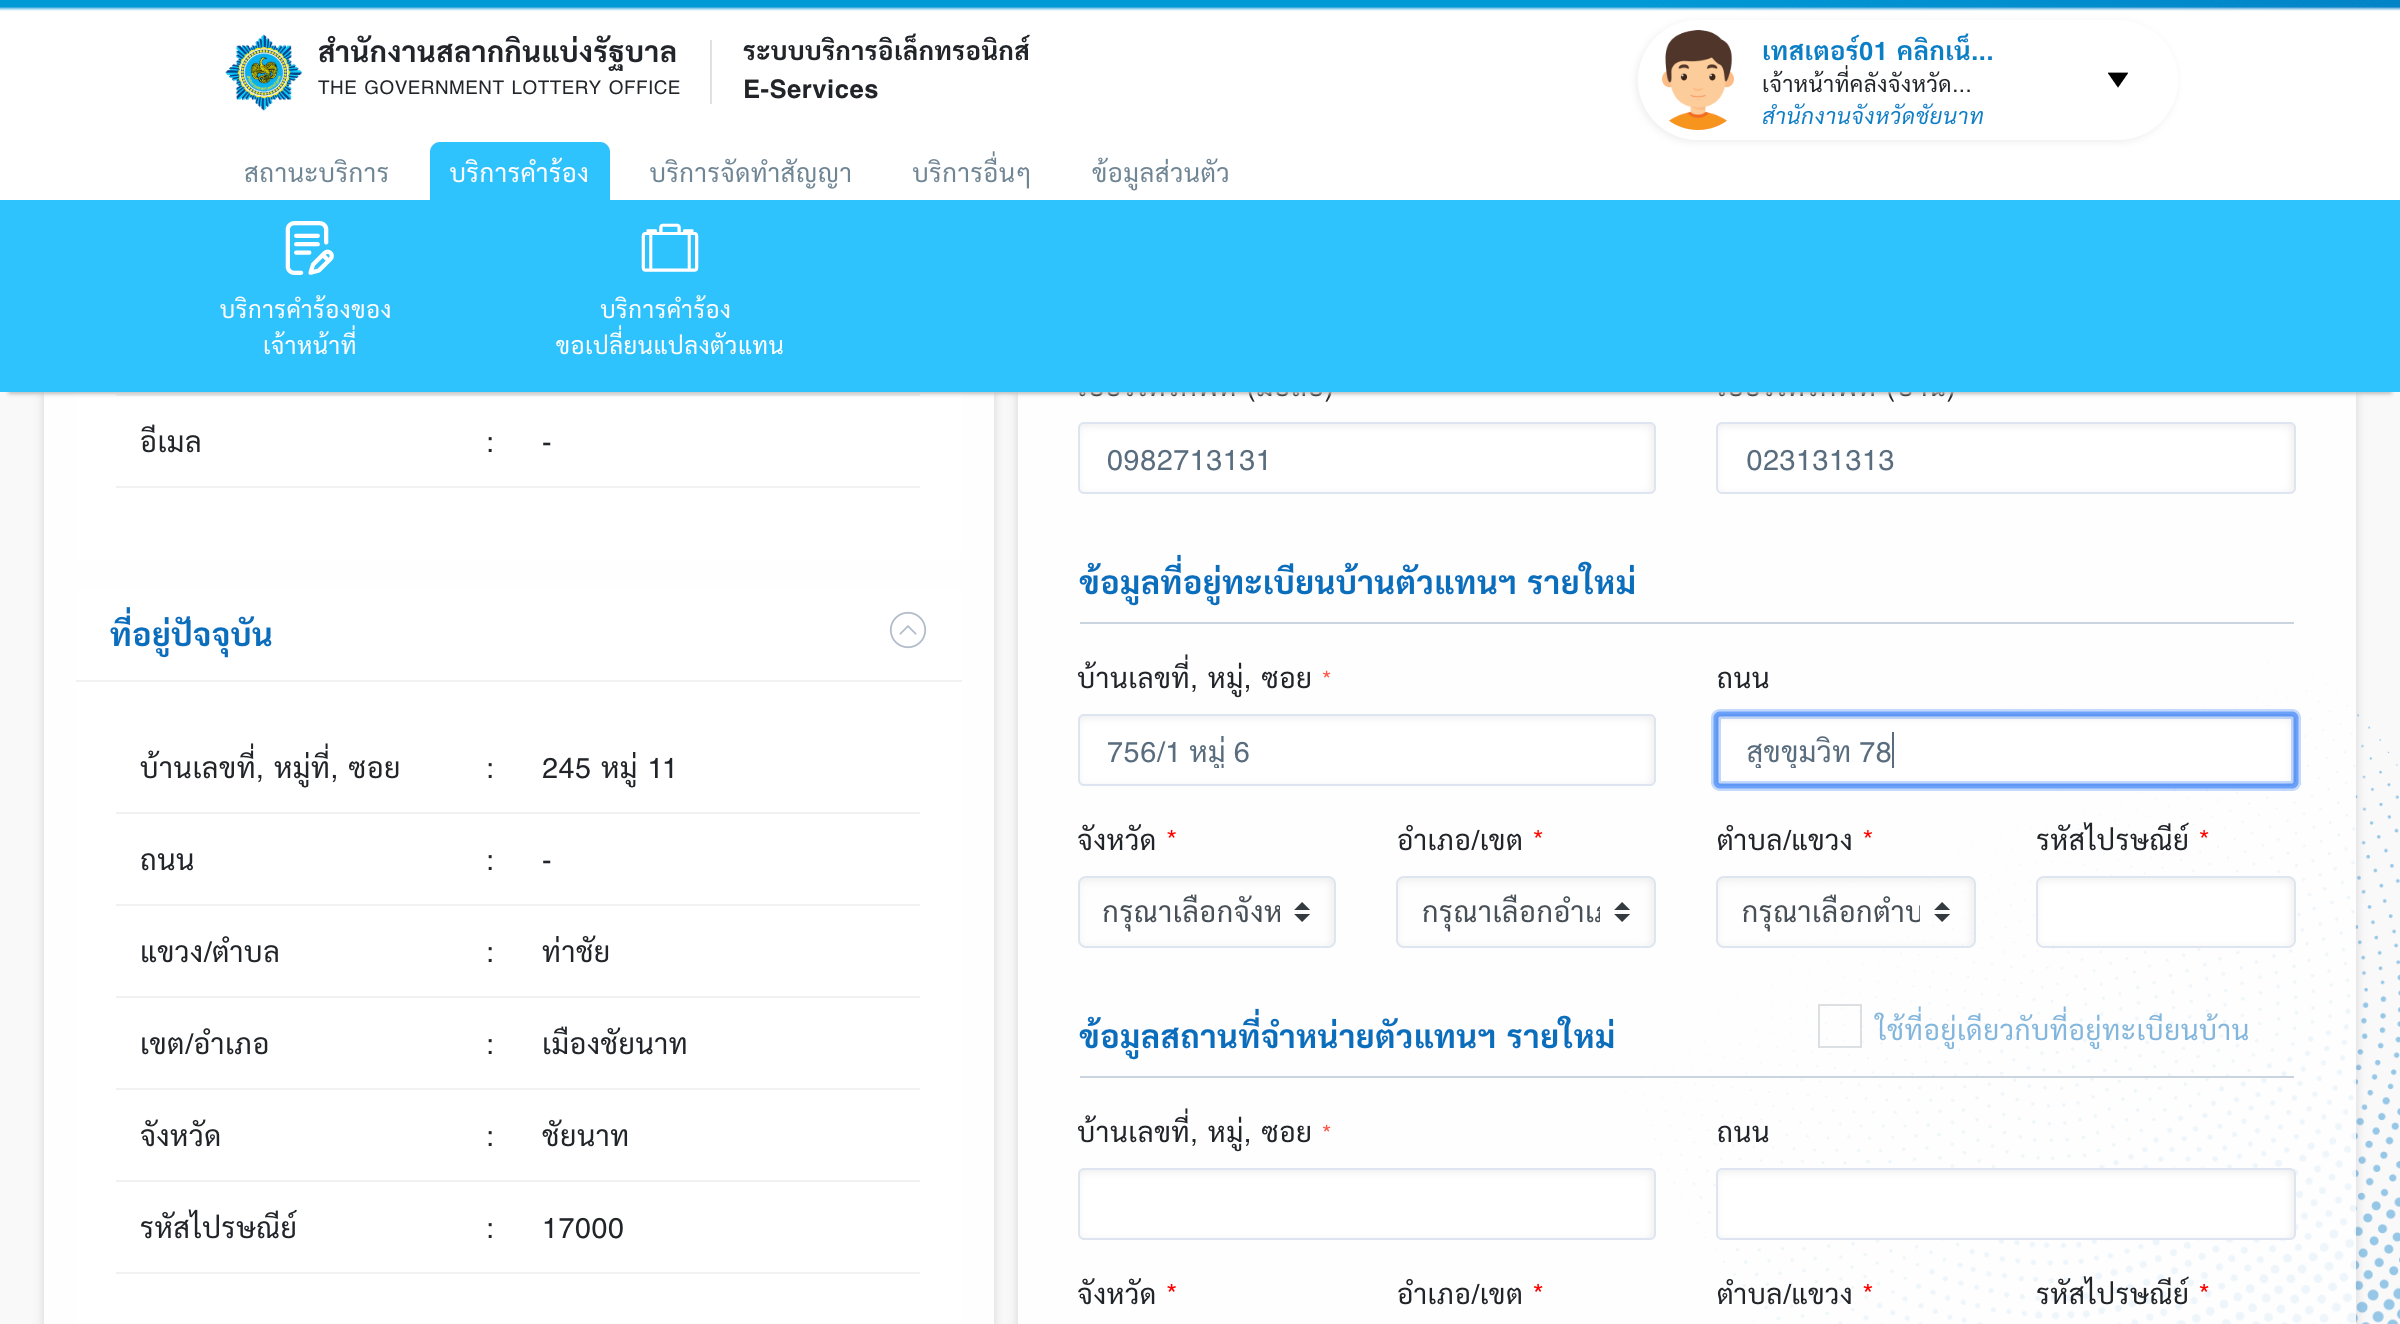 สำนักงานสลากกินแบ่งรัฐบาล
THE GOVERNMENT LOTTERY OFFICE
ระบบบริการอิเล็กทรอนิกส์
E-Services
เทสเตอร์01 คลิกเน็...
เจ้าหน้าที่คลังจังหวัด...
สำนักงานจังหวัดชัยนาท
สถานะบริการ
บริการคำร้อง
บริการจัดทำสัญญา
บริการอื่นๆ
ข้อมูลส่วนตัว
บริการคำร้องของ
เจ้าหน้าที่
บริการคำร้อง
ขอเปลี่ยนแปลงตัวแทน
อีเมล : -
ที่อยู่ปัจจุบัน
บ้านเลขที่, หมู่ที่, ซอย : 245 หมู่ 11
ถนน : -
แขวง/ตำบล : ท่าชัย
เขต/อำเภอ : เมืองชัยนาท
จังหวัด : ชัยนาท
รหัสไปรษณีย์ : 17000
0982713131
023131313
ข้อมูลที่อยู่ทะเบียนบ้านตัวแทนฯ รายใหม่
บ้านเลขที่, หมู่, ซอย *
ถนน
756/1 หมู่ 6
สุขขุมวิท 78
จังหวัด *
อำเภอ/เขต *
ตำบล/แขวง *
รหัสไปรษณีย์ *
กรุณาเลือกจังห
กรุณาเลือกอำเภ
กรุณาเลือกตำบ
ข้อมูลสถานที่จำหน่ายตัวแทนฯ รายใหม่
ใช้ที่อยู่เดียวกับที่อยู่ทะเบียนบ้าน
บ้านเลขที่, หมู่, ซอย *
ถนน
จังหวัด *
อำเภอ/เขต *
ตำบล/แขวง *
รหัสไปรษณีย์ *